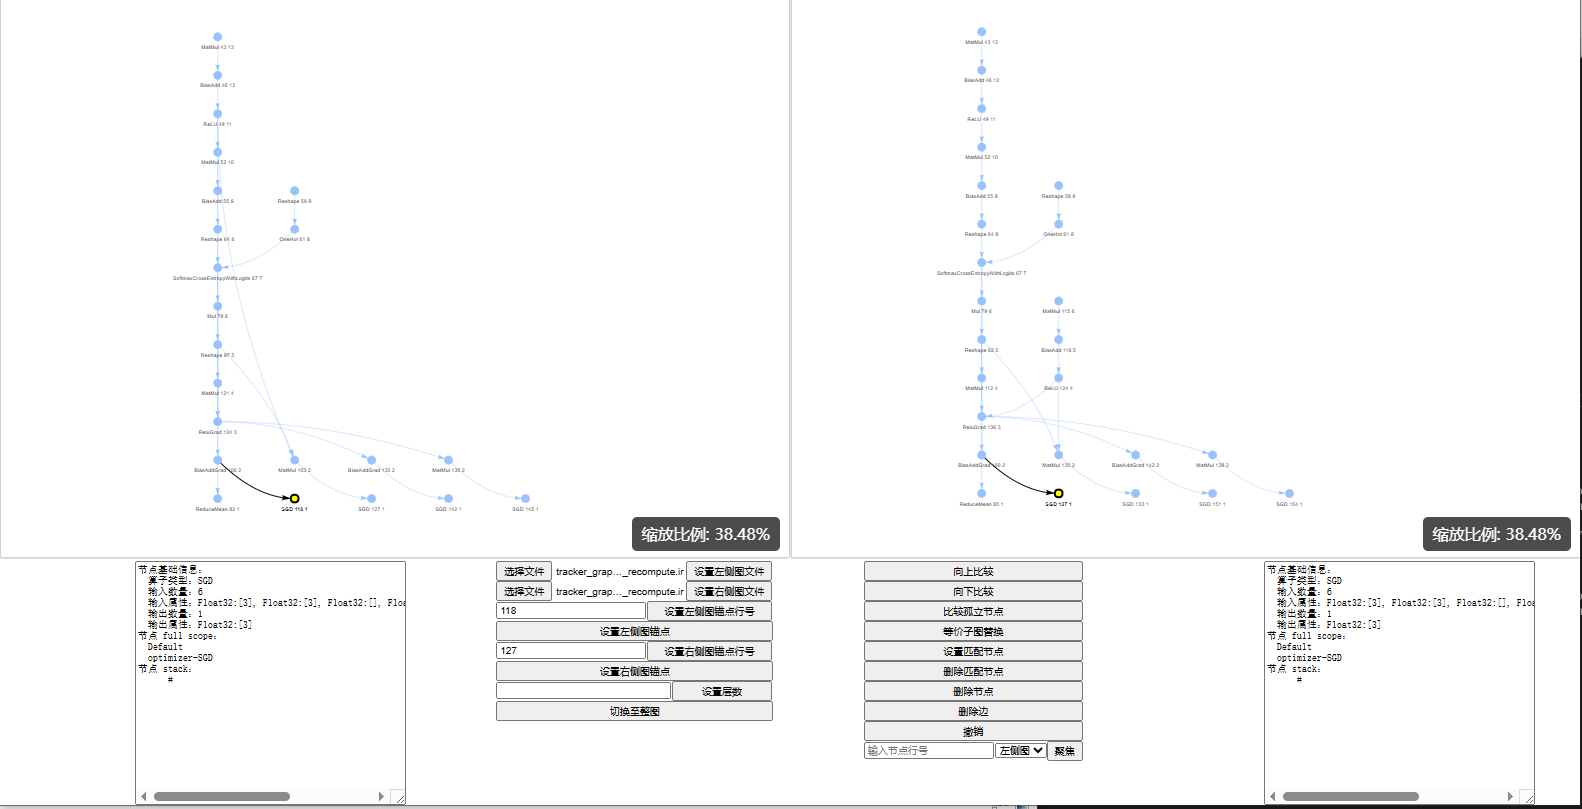 MatMul 43 13
BiasAdd 46 12
ReLU 49 11
MatMul 52 10
BiasAdd 55 9
Reshape 58 9
Reshape 64 8
OneHot 61 8
SoftmaxCrossEntropyWithLogits 67 7
Mul 79 6
Reshape 97 5
MatMul 121 4
ReluGrad 124 3
BiasAddGrad 106 2
MatMul 103 2
BiasAddGrad 133 2
MatMul 130 2
ReduceMean 82 1
SGD 118 1
SGD 127 1
SGD 142 1
SGD 145 1
缩放比例: 38.48%
MatMul 43 13
BiasAdd 46 12
ReLU 49 11
MatMul 52 10
BiasAdd 55 9
Reshape 58 9
Reshape 64 8
OneHot 61 8
SoftmaxCrossEntropyWithLogits 67 7
Mul 79 6
MatMul 115 6
Reshape 82 5
BiasAdd 118 5
MatMul 112 4
ReLU 124 4
ReluGrad 136 3
BiasAddGrad 100 2
MatMul 130 2
BiasAddGrad 142 2
MatMul 139 2
ReduceMean 85 1
SGD 127 1
SGD 133 1
SGD 151 1
SGD 154 1
缩放比例: 38.48%
节点基础信息:
算子类型: SGD
输入数量: 6
输入属性: Float32:[3], Float32:[3], Float32:[], Floa
输出数量: 1
输出属性: Float32:[3]
节点 full scope:
Default
optimizer-SGD
节点 stack:
#
选择文件 tracker_grap..._recompute.ir 设置左侧图文件
选择文件 tracker_grap..._recompute.ir 设置右侧图文件
118 设置左侧图锚点行号
设置左侧图锚点
127 设置右侧图锚点行号
设置右侧图锚点
设置层数
切换至整图
向上比较
向下比较
比较孤立节点
等价子图替换
设置匹配节点
删除匹配节点
删除节点
删除边
撤销
输入节点行号 左侧图 聚焦
节点基础信息:
算子类型: SGD
输入数量: 6
输入属性: Float32:[3], Float32:[3], Float32:[], Floa
输出数量: 1
输出属性: Float32:[3]
节点 full scope:
Default
optimizer-SGD
节点 stack:
#